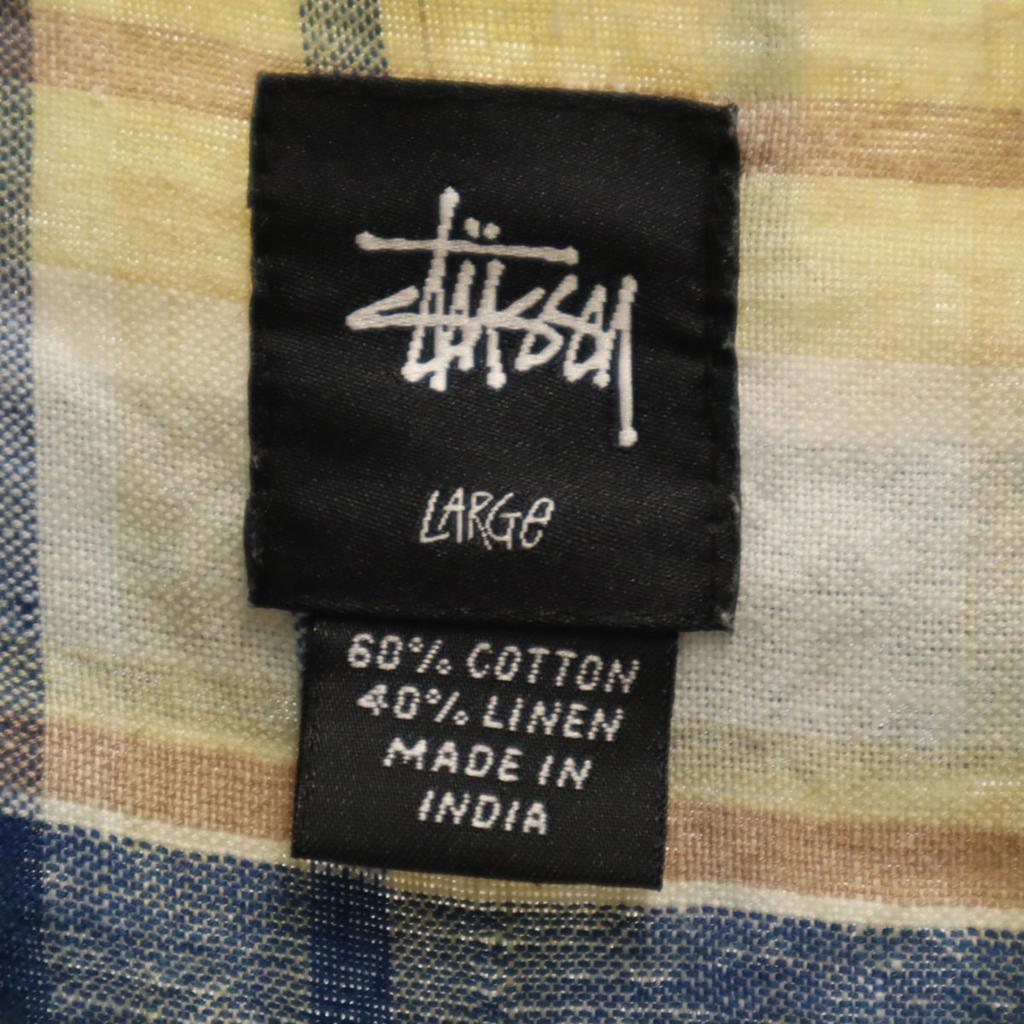 Stüssy
LARGe
60% COTTON
40% LINEN
MADE IN
INDIA